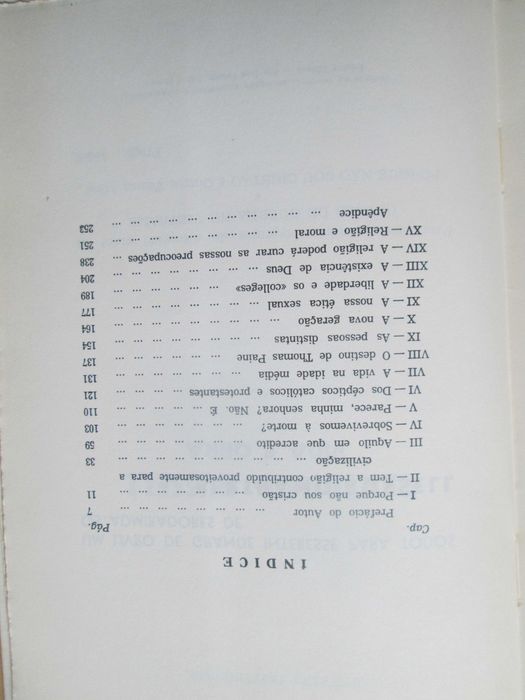 INDICE
Cap. Pág.
Prefácio do Autor ... ... ... ... ... ... ... ... 7
I — Porque não sou cristão ... ... ... ... ... ... 11
II — Tem a religião contribuído proveitosamente para a
civilização ... ... ... ... ... ... ... ... ... 33
III — Aquilo em que acredito ... ... ... ... ... 59
IV — Sobrevivemos à morte? ... ... ... ... ... 103
V — Parece, minha senhora? Não. É ... ... ... ... 110
VI — Dos cépticos católicos e protestantes ... ... ... 121
VII — A vida na idade média ... ... ... ... ... 131
VIII — O destino de Thomas Paine ... ... ... ... 137
IX — As pessoas distintas ... ... ... ... ... ... 154
X — A nova geração ... ... ... ... ... ... ... 164
XI — A nossa ética sexual ... ... ... ... ... ... 177
XII — A liberdade e os «colleges» ... ... ... ... 189
XIII — A existência de Deus ... ... ... ... ... ... 204
XIV — A religião poderá curar as nossas preocupações ... 238
XV — Religião e moral ... ... ... ... ... ... ... 251
Apêndice ... ... ... ... ... ... ... ... ... 253